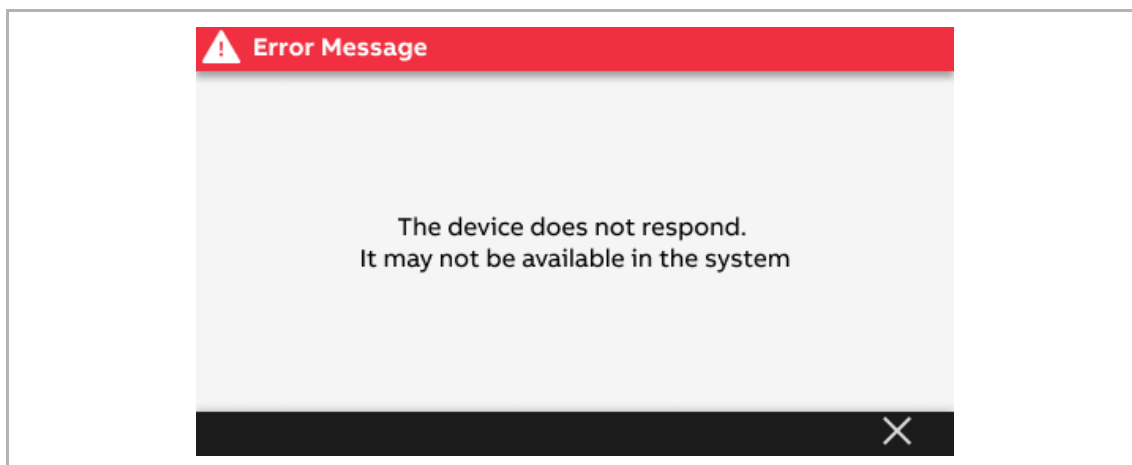 Error Message
The device does not respond.
It may not be available in the system